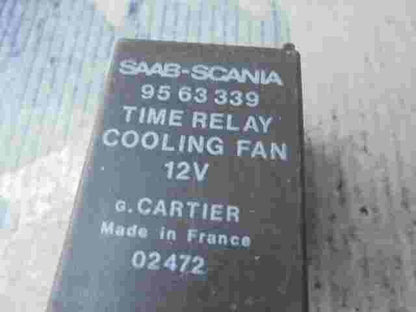 SAAB-SCANIA
95 63 339
TIME RELAY
COOLING FAN
12V
G. CARTIER
Made in France
02472